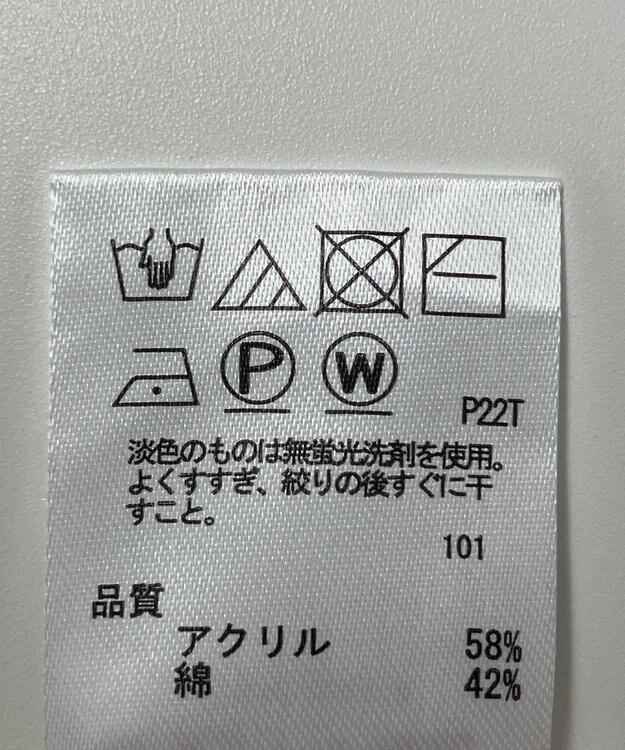 P
W
P22T
淡色のものは無蛍光洗剤を使用。
よくすすぎ、絞りの後すぐに干
すこと。
101
品質
アクリル 58%
綿 42%